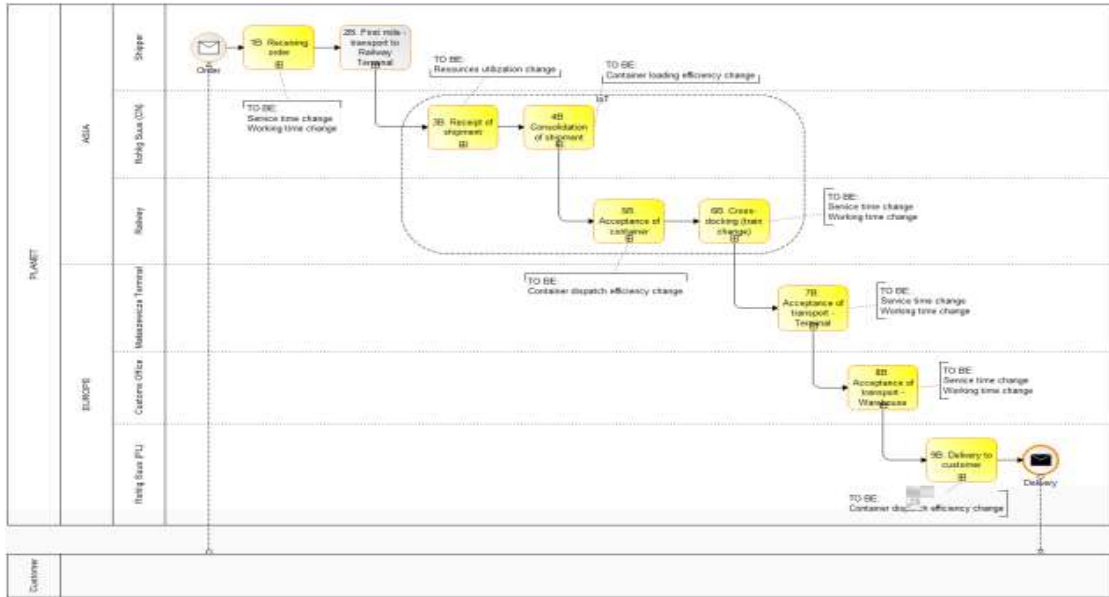 PLANET
ASIA
EUROPE
Shipper
Rohlig Suus (CN)
Railway
Malaszewicze Terminal
Customs Office
Rohlig Suus (PL)
Customer
Order
1B. Receiving
order
2B. First mile -
transport to
Railway
Terminal
TO BE:
Service time change
Working time change
TO BE:
Resources utilization change
TO BE:
Container loading efficiency change
IoT
3B. Receipt of
shipment
4B.
Consolidation
of shipment
5B.
Acceptance of
container
6B. Cross-
docking (train
change)
TO BE:
Service time change
Working time change
TO BE:
Container dispatch efficiency change
7B.
Acceptance of
transport -
Terminal
TO BE:
Service time change
Working time change
8B.
Acceptance of
transport -
Warehouse
TO BE:
Service time change
Working time change
9B. Delivery to
customer
Delivery
TO BE:
Container dispatch efficiency change